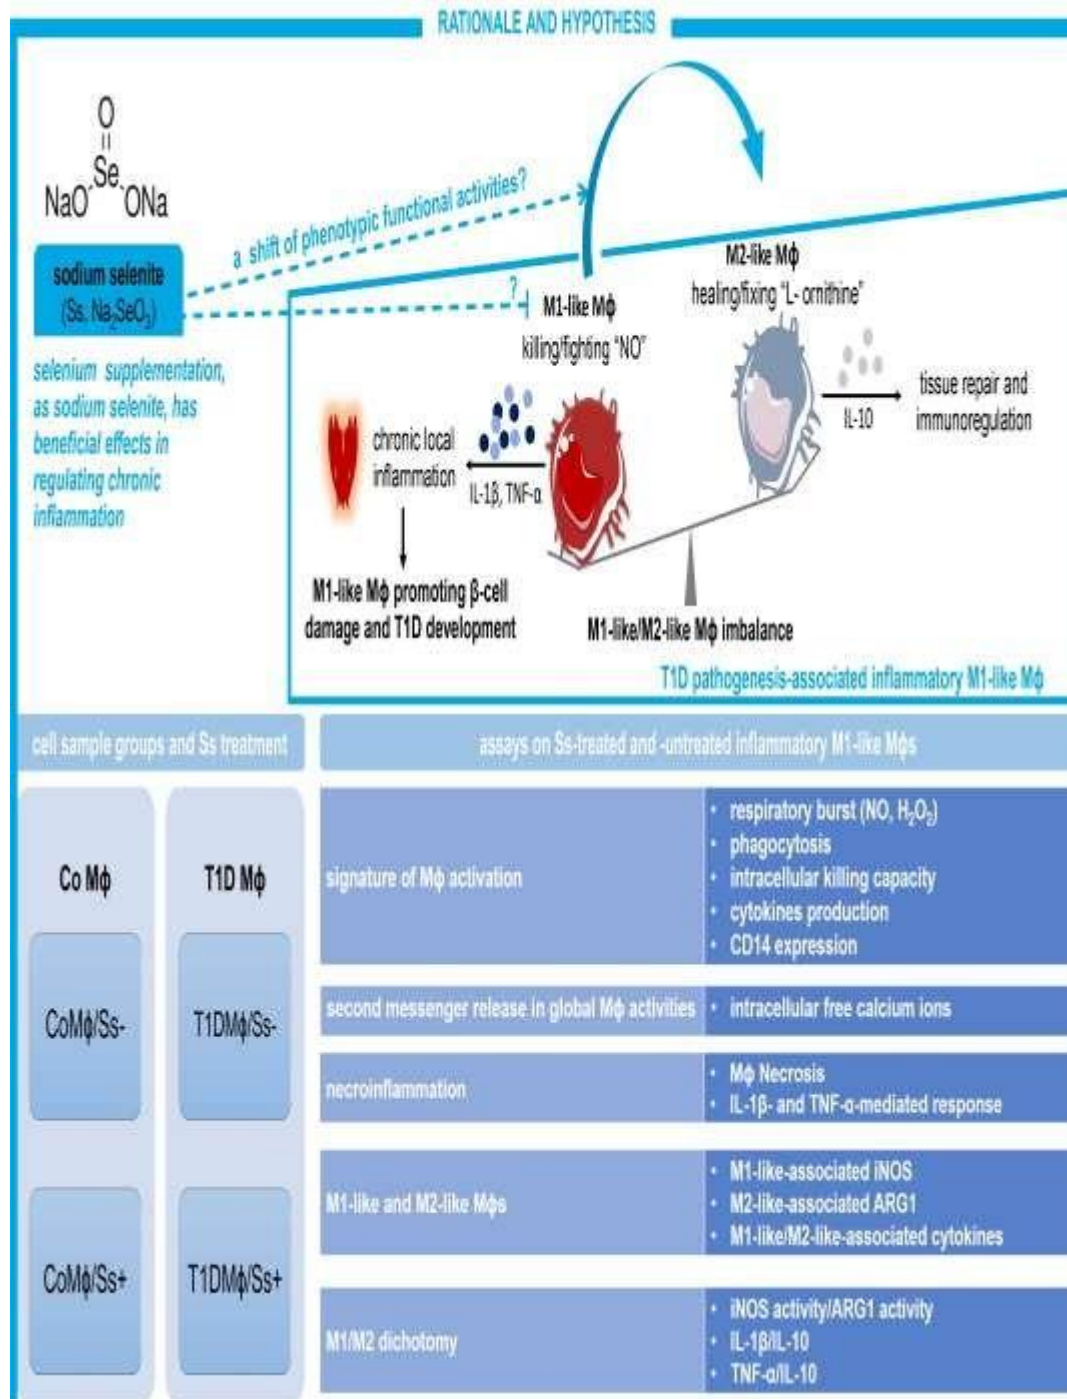 RATIONALE AND HYPOTHESIS
O
Se
NaO ONa
sodium selenite
(Ss, Na₂SeO₃)
selenium supplementation,
as sodium selenite, has
beneficial effects in
regulating chronic
inflammation
a shift of phenotypic functional activities?
?
M1-like Mϕ
killing/fighting “NO”
M2-like Mϕ
healing/fixing “L- ornithine”
chronic local
inflammation
IL-1β, TNF-α
IL-10
tissue repair and
immunoregulation
M1-like Mϕ promoting β-cell
damage and T1D development
M1-like/M2-like Mϕ imbalance
T1D pathogenesis-associated inflammatory M1-like Mϕ
cell sample groups and Ss treatment
assays on Ss-treated and -untreated inflammatory M1-like Mϕs
Co Mϕ
T1D Mϕ
CoMϕ/Ss-
T1DMϕ/Ss-
CoMϕ/Ss+
T1DMϕ/Ss+
signature of Mϕ activation
• respiratory burst (NO, H₂O₂)
• phagocytosis
• intracellular killing capacity
• cytokines production
• CD14 expression
second messenger release in global Mϕ activities
• intracellular free calcium ions
necroinflammation
• Mϕ Necrosis
• IL-1β- and TNF-α-mediated response
M1-like and M2-like Mϕs
• M1-like-associated iNOS
• M2-like-associated ARG1
• M1-like/M2-like-associated cytokines
M1/M2 dichotomy
• iNOS activity/ARG1 activity
• IL-1β/IL-10
• TNF-α/IL-10